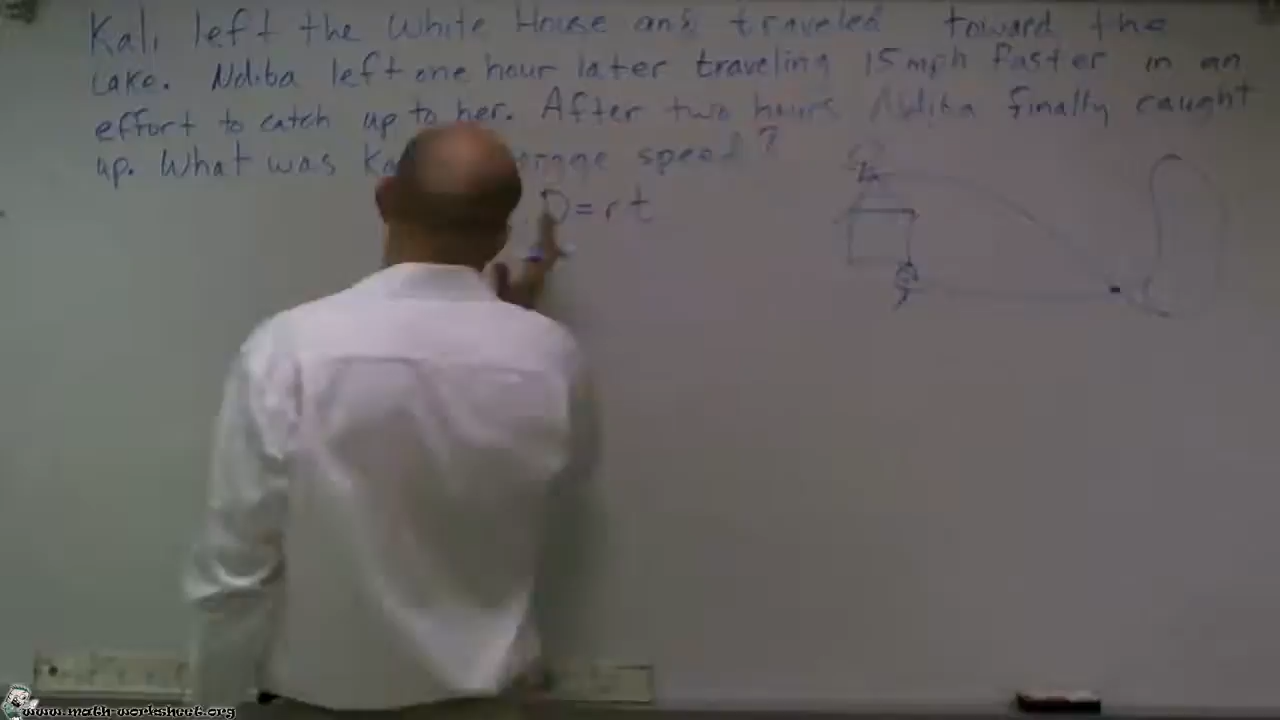 Kali left the White House and traveled toward the
Lake. Ndiba left one hour later traveling 15mph faster in an
effort to catch up to her. After two hours Ndiba finally caught
up. What was speed?
D=rt
www.math-worksheet.org